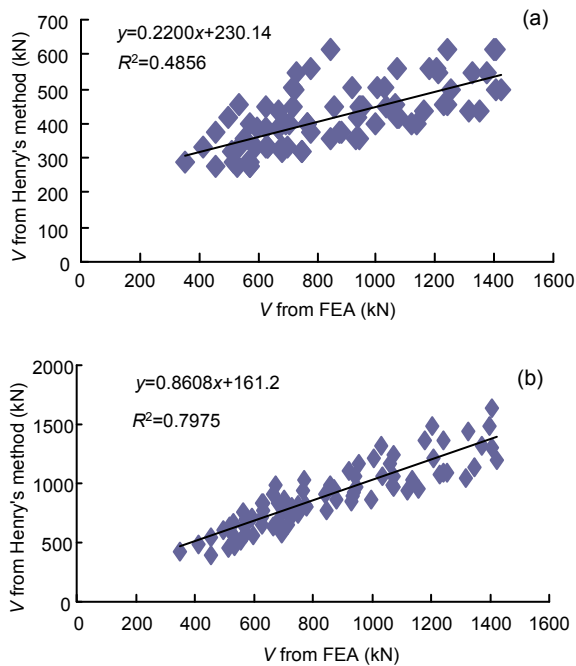 (a)
y=0.2200x+230.14
R²=0.4856
V from Henry's method (kN)
700
600
500
400
300
200
100
0
0 200 400 600 800 1000 1200 1400 1600
V from FEA (kN)
(b)
y=0.8608x+161.2
R²=0.7975
V from Henry's method (kN)
2000
1500
1000
500
0
0 200 400 600 800 1000 1200 1400 1600
V from FEA (kN)